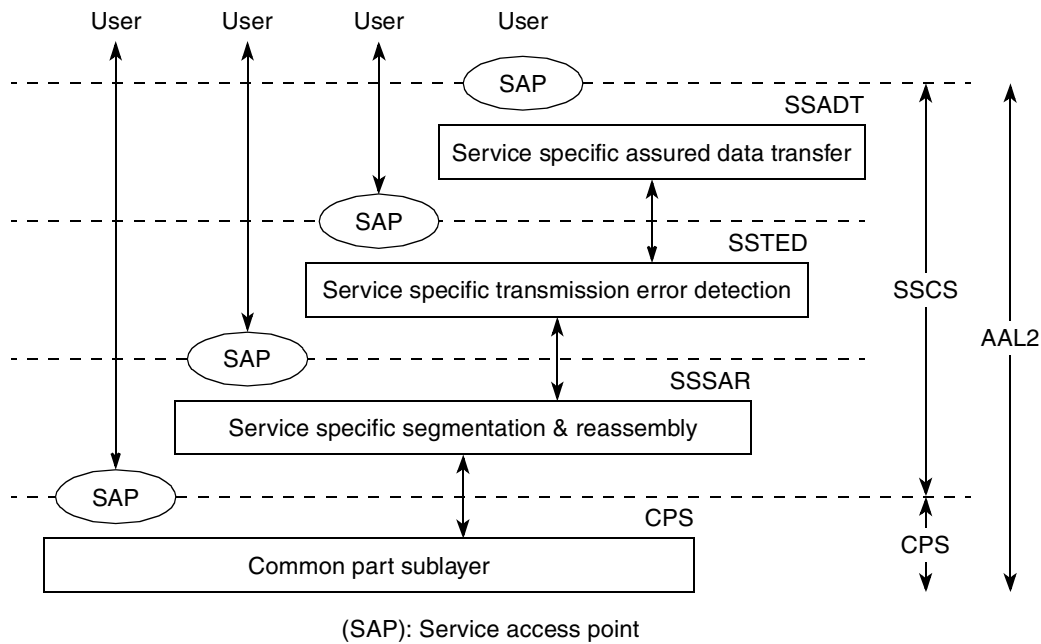 User User User User
SAP
SSADT
Service specific assured data transfer
SAP
SSTED
Service specific transmission error detection
SSCS
AAL2
SAP
SSSAR
Service specific segmentation & reassembly
SAP
CPS
CPS
Common part sublayer
(SAP): Service access point